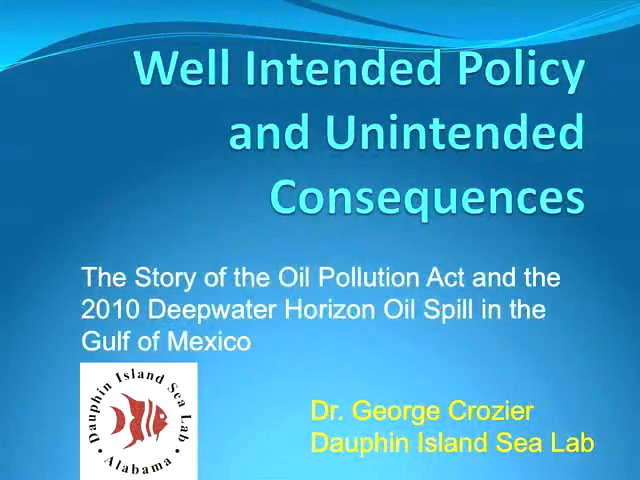 Well Intended Policy
and Unintended
Consequences
The Story of the Oil Pollution Act and the
2010 Deepwater Horizon Oil Spill in the
Gulf of Mexico
Dauphin Island Sea Lab
• Alabama •
Dr. George Crozier
Dauphin Island Sea Lab